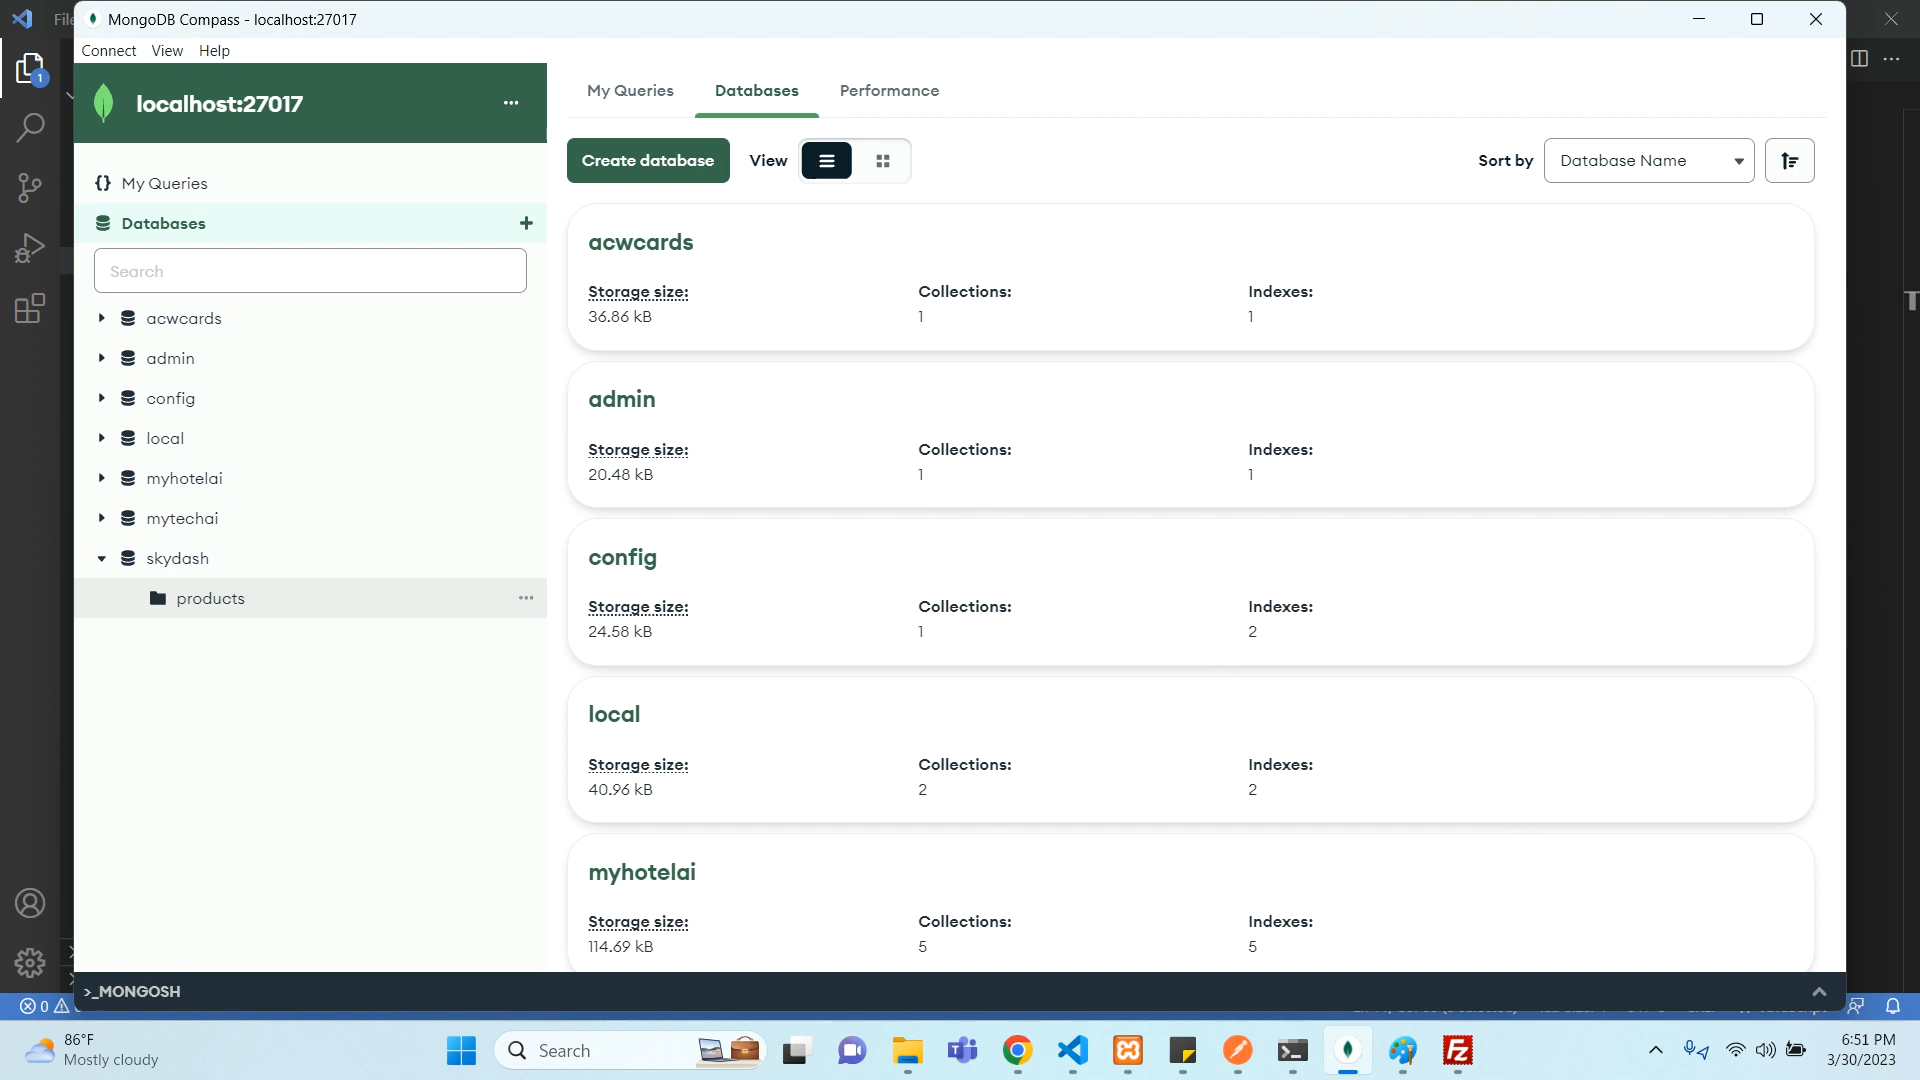 File
MongoDB Compass - localhost:27017
Connect View Help
localhost:27017
My Queries Databases Performance
Create database View Sort by Database Name
{} My Queries
Databases
Search
acwcards
admin
config
local
myhotelai
mytechai
skydash
products
acwcards
Storage size: Collections: Indexes:
36.86 kB 1 1
admin
Storage size: Collections: Indexes:
20.48 kB 1 1
config
Storage size: Collections: Indexes:
24.58 kB 1 2
local
Storage size: Collections: Indexes:
40.96 kB 2 2
myhotelai
Storage size: Collections: Indexes:
114.69 kB 5 5
>_MONGOSH
1
0
T
86°F
Mostly cloudy
Search
Fz
6:51 PM
3/30/2023